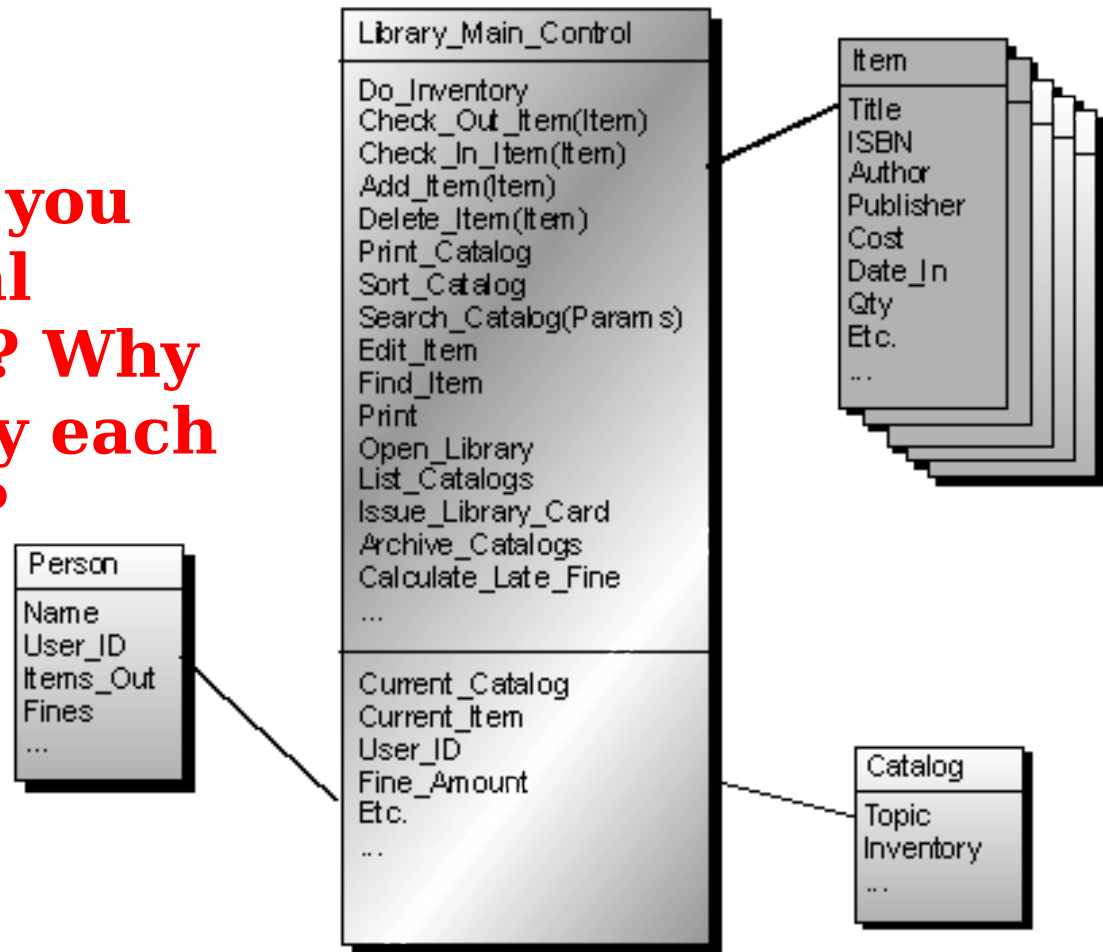 you
al
? Why
y each
?
Library_Main_Control
Do_Inventory
Check_Out_Item(Item)
Check_In_Item(Item)
Add_Item(Item)
Delete_Item(Item)
Print_Catalog
Sort_Catalog
Search_Catalog(Params)
Edit_Item
Find_Item
Print
Open_Library
List_Catalogs
Issue_Library_Card
Archive_Catalogs
Calculate_Late_Fine
...
Current_Catalog
Current_Item
User_ID
Fine_Amount
Etc.
...
Item
Title
ISBN
Author
Publisher
Cost
Date_In
Qty
Etc.
...
Person
Name
User_ID
Items_Out
Fines
...
Catalog
Topic
Inventory
...